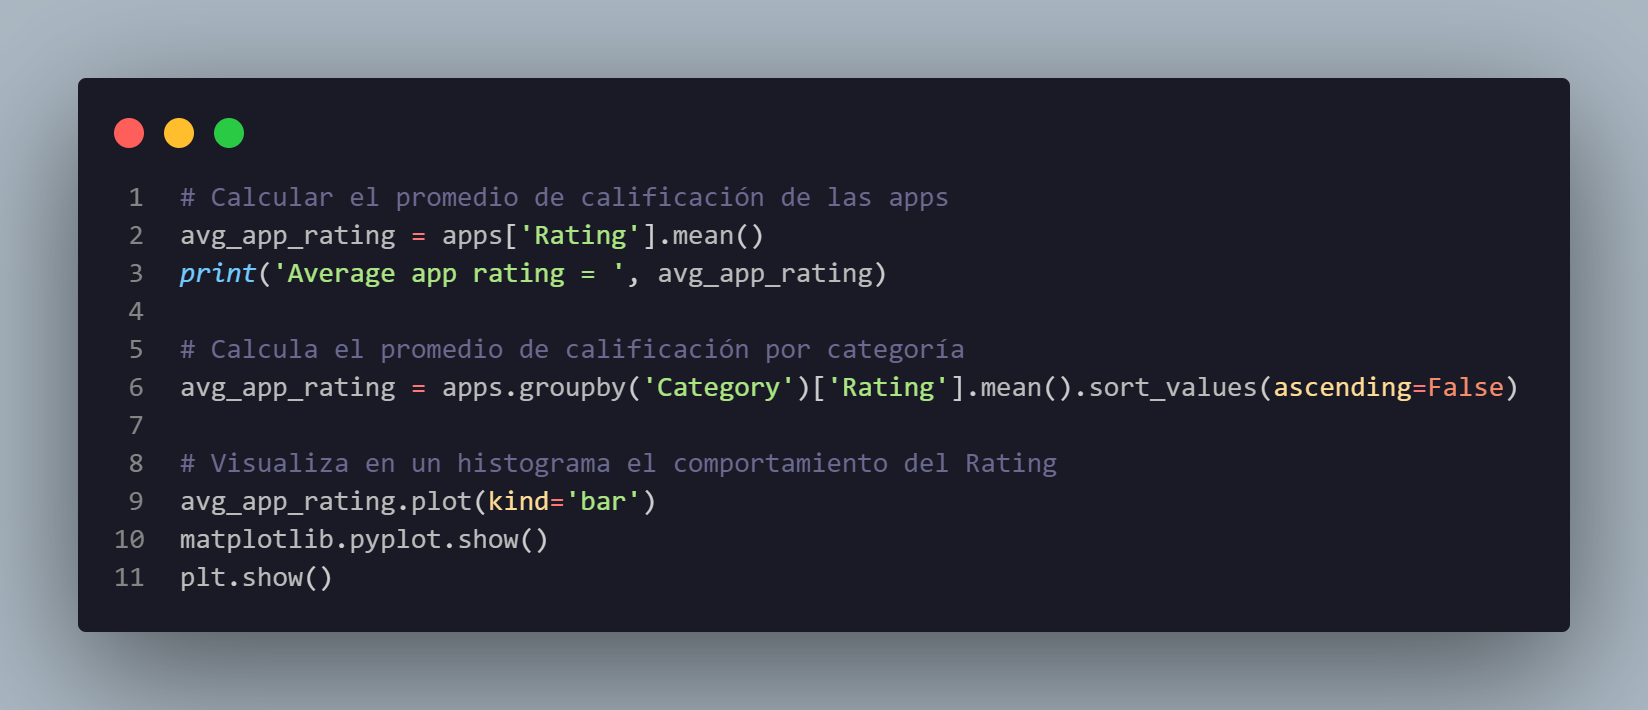 1 # Calcular el promedio de calificación de las apps
2 avg_app_rating = apps['Rating'].mean()
3 print('Average app rating = ', avg_app_rating)
4
5 # Calcula el promedio de calificación por categoría
6 avg_app_rating = apps.groupby('Category')['Rating'].mean().sort_values(ascending=False)
7
8 # Visualiza en un histograma el comportamiento del Rating
9 avg_app_rating.plot(kind='bar')
10 matplotlib.pyplot.show()
11 plt.show()